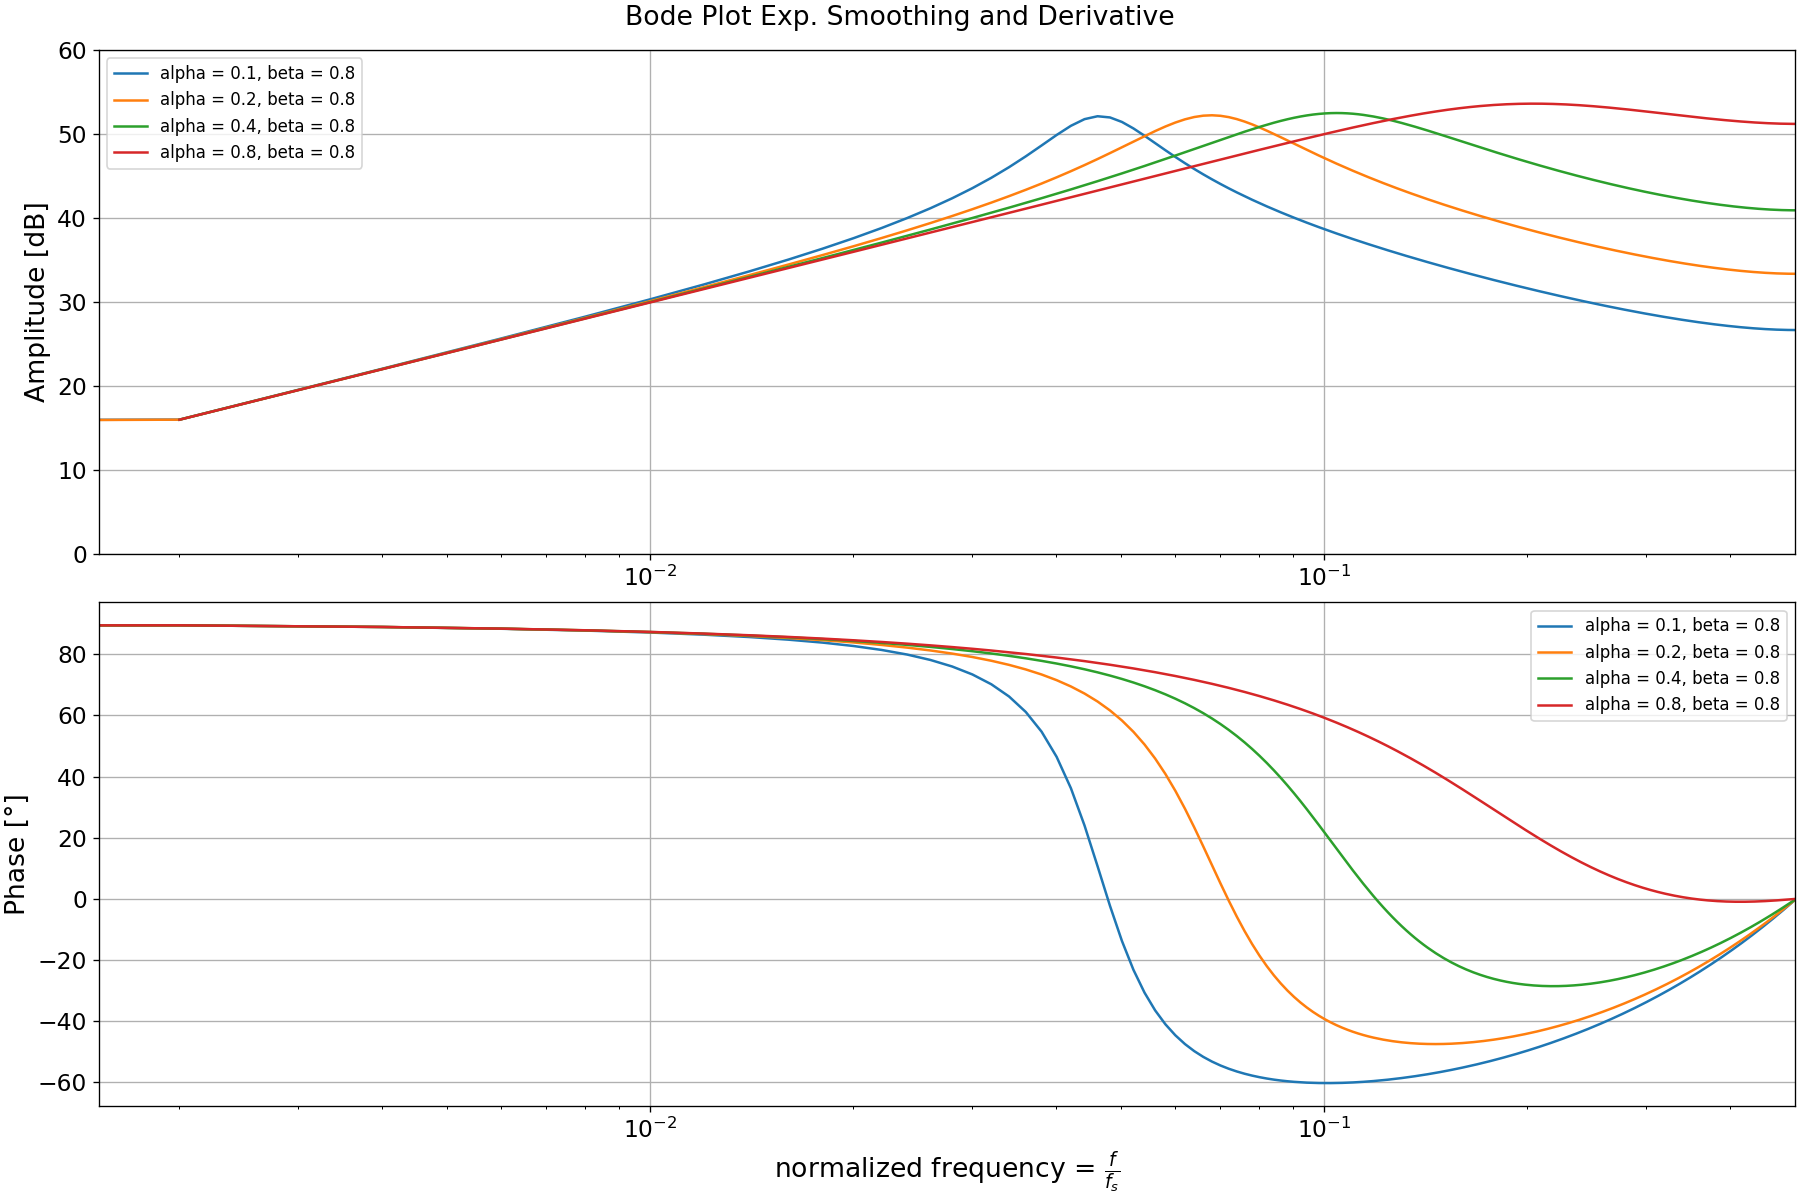 Bode Plot Exp. Smoothing and Derivative
60
50
40
30
20
10
0
Amplitude [dB]
alpha = 0.1, beta = 0.8
alpha = 0.2, beta = 0.8
alpha = 0.4, beta = 0.8
alpha = 0.8, beta = 0.8
10⁻²
10⁻¹
80
60
40
20
0
−20
−40
−60
Phase [°]
alpha = 0.1, beta = 0.8
alpha = 0.2, beta = 0.8
alpha = 0.4, beta = 0.8
alpha = 0.8, beta = 0.8
10⁻²
10⁻¹
normalized frequency = f/fₛ